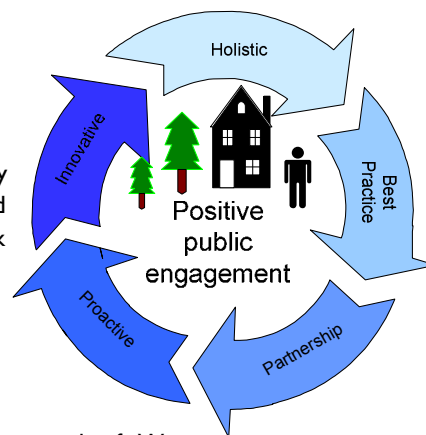 Holistic
Best
Practice
Partnership
Proactive
Innovative
Positive
public
engagement
y
d
k